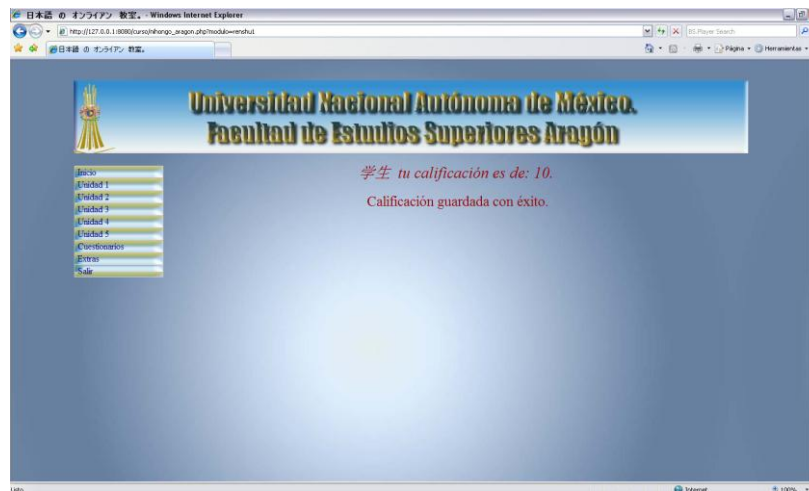 日本語 の オンライアン 教室。 - Windows Internet Explorer
http://127.0.0.1:8080/curso/nihongo_aragon.php?modulo=renshu1
BS.Player Search
日本語 の オンライアン 教室。
Página
Herramientas
Universidad Nacional Autónoma de México.
Facultad de Estudios Superiores Aragón
学生 tu calificación es de: 10.
Calificación guardada con éxito.
Inicio
Unidad 1
Unidad 2
Unidad 3
Unidad 4
Unidad 5
Cuestionarios
Extras
Salir
Listo
Internet
100%